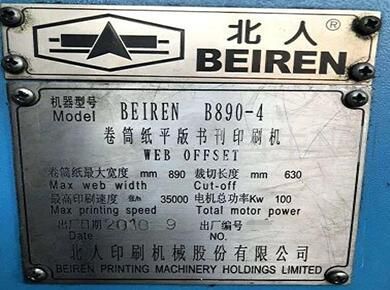 北人®
BEIREN
机器型号
Model BEIREN B890-4
卷筒纸平版书刊印刷机
WEB OFFSET
卷筒纸最大宽度 mm 890 裁切长度 mm 630
Max web width Cut-off
最高印刷速度 张/h 35000 电机总功率Kw 100
Max printing speed Total motor power
出厂日期 2010 9 出厂编号
Date NO.
北人印刷机械股份有限公司
BEIREN PRINTING MACHINERY HOLDINGS LIMITED